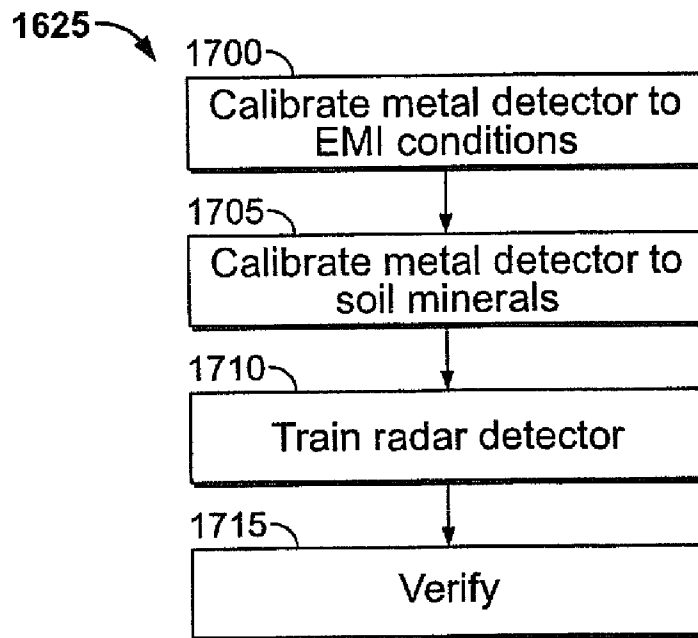 1625
1700
Calibrate metal detector to
EMI conditions
1705
Calibrate metal detector to
soil minerals
1710
Train radar detector
1715
Verify